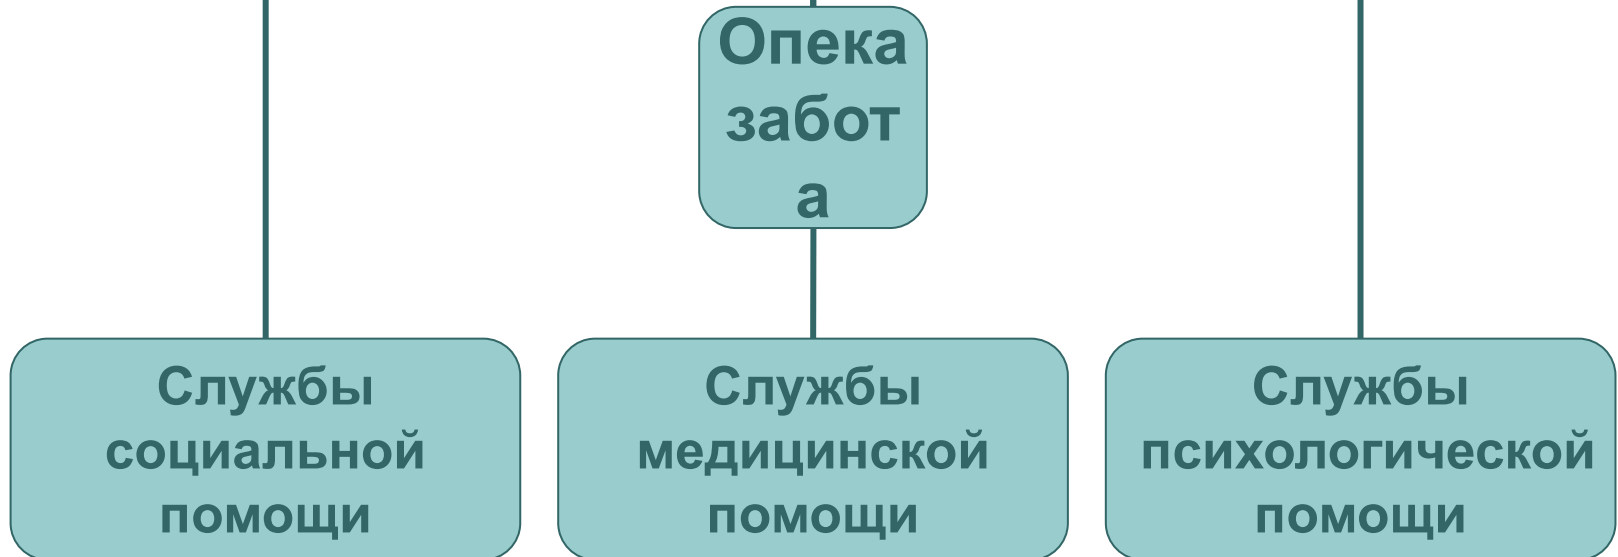 Опека
забот
а
Службы
социальной
помощи
Службы
медицинской
помощи
Службы
психологической
помощи